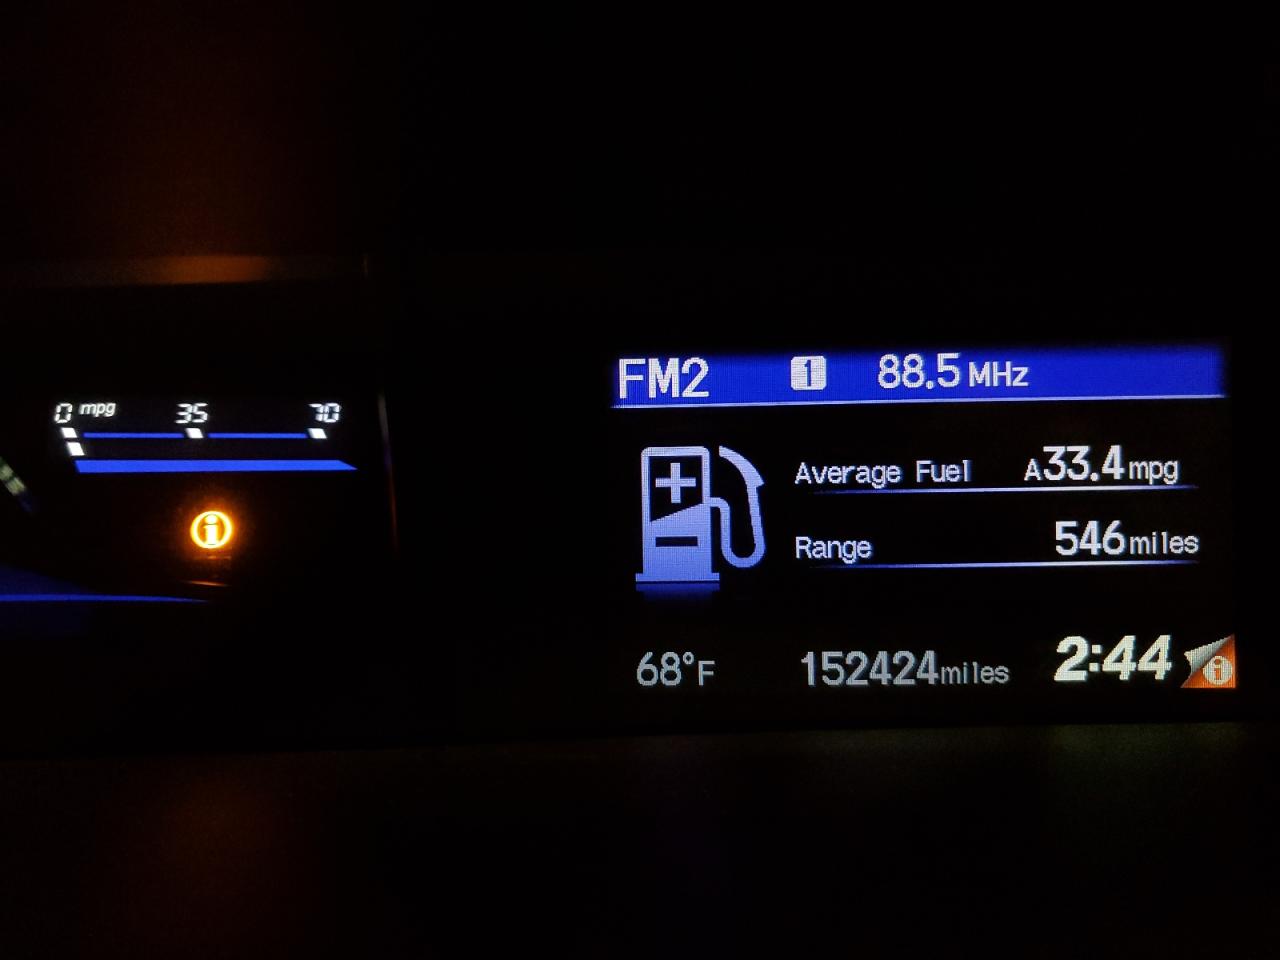 0 mpg 35 70
i
FM2 1 88.5 MHz
Average Fuel A33.4 mpg
Range 546 miles
68°F 152424 miles 2:44 i